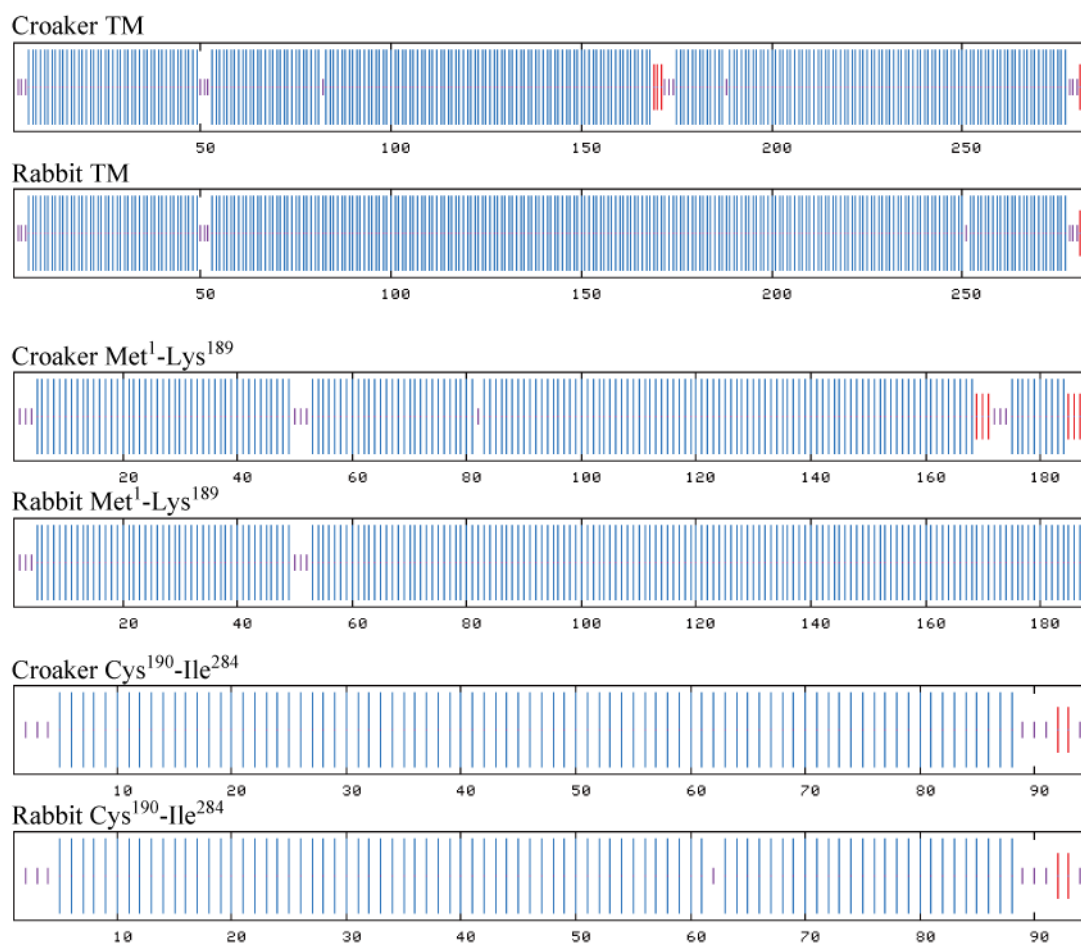 Croaker TM
50 100 150 200 250
Rabbit TM
50 100 150 200 250
Croaker Met¹-Lys¹⁸⁹
20 40 60 80 100 120 140 160 180
Rabbit Met¹-Lys¹⁸⁹
20 40 60 80 100 120 140 160 180
Croaker Cys¹⁹⁰-Ile²⁸⁴
10 20 30 40 50 60 70 80 90
Rabbit Cys¹⁹⁰-Ile²⁸⁴
10 20 30 40 50 60 70 80 90